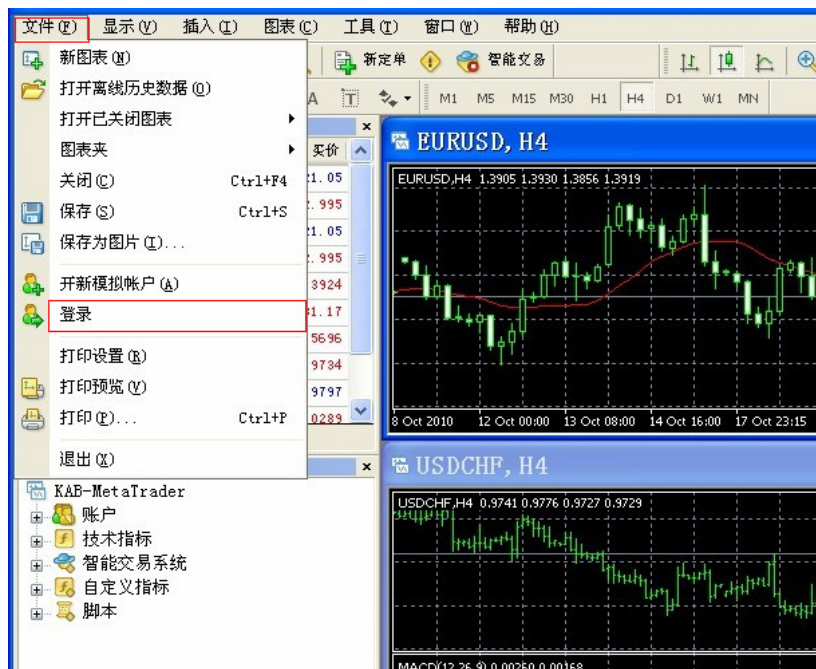 文件(F) 显示(V) 插入(I) 图表(C) 工具(T) 窗口(W) 帮助(H)
新图表(N)
新定单 智能交易
打开离线历史数据(O)
A T M1 M5 M15 M30 H1 H4 D1 W1 MN
打开已关闭图表
图表夹
买价
EURUSD, H4
关闭(C) Ctrl+F4
1.05
EURUSD,H4 1.3905 1.3930 1.3856 1.3919
保存(S) Ctrl+S
.995
保存为图片(I)...
1.05
.995
开新模拟帐户(A)
3924
登录
1.17
5696
打印设置(R)
9734
打印预览(V)
9797
打印(P)... Ctrl+P
0289
8 Oct 2010 12 Oct 00:00 13 Oct 08:00 14 Oct 16:00 17 Oct 23:15
退出(X)
USDCHF, H4
KAB-MetaTrader
USDCHF,H4 0.9741 0.9776 0.9727 0.9729
账户
技术指标
智能交易系统
自定义指标
脚本
MACD(12,26,9) 0.00260 0.00168